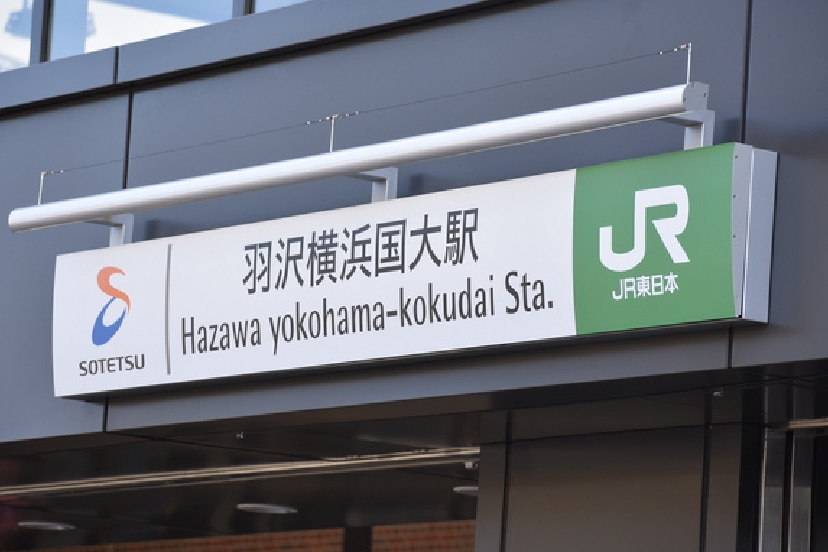 SOTETSU
羽沢横浜国大駅
Hazawa yokohama-kokudai Sta.
JR
JR東日本